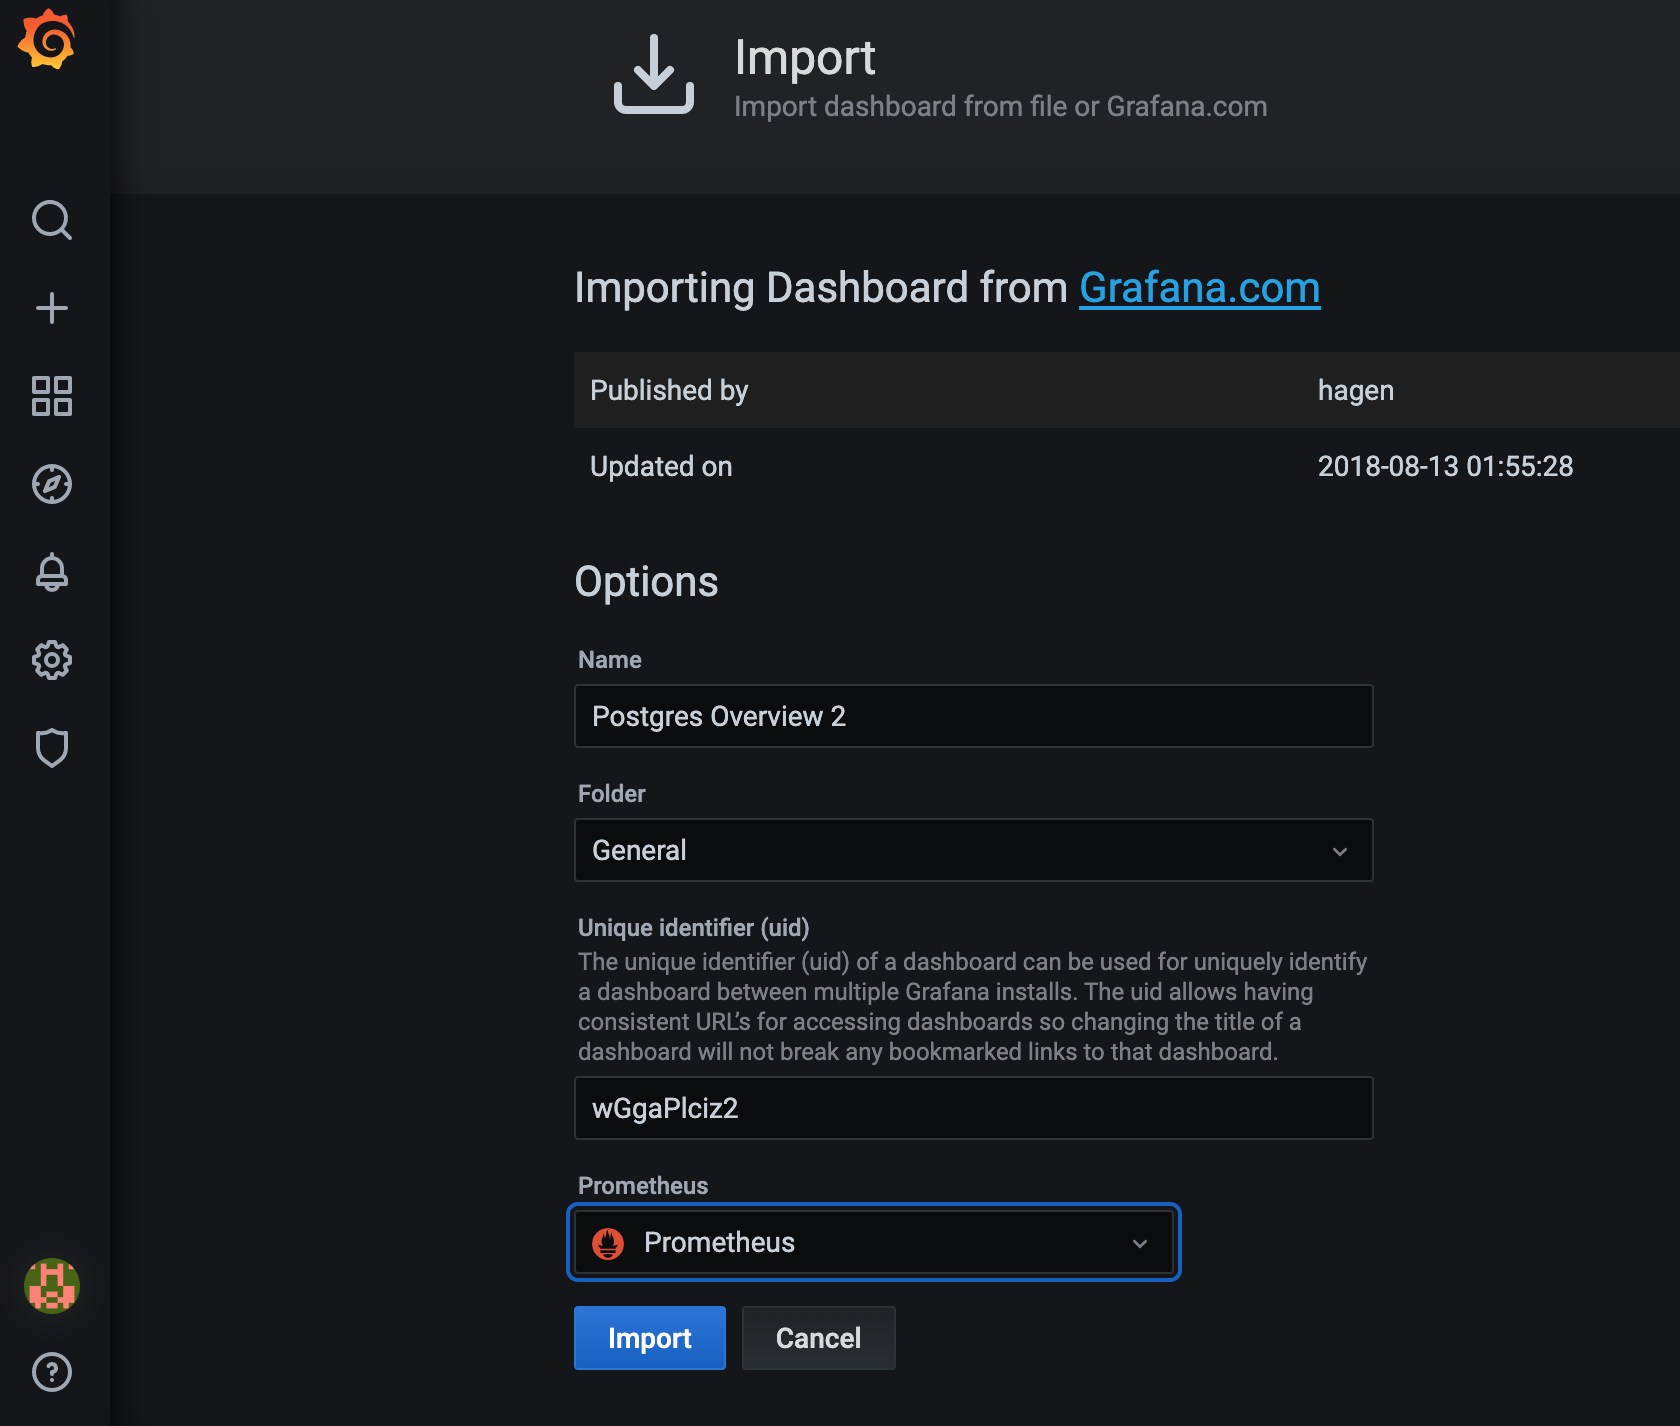 Import
Import dashboard from file or Grafana.com
Importing Dashboard from Grafana.com
Published by hagen
Updated on 2018-08-13 01:55:28
Options
Name
Postgres Overview 2
Folder
General
Unique identifier (uid)
The unique identifier (uid) of a dashboard can be used for uniquely identify
a dashboard between multiple Grafana installs. The uid allows having
consistent URL's for accessing dashboards so changing the title of a
dashboard will not break any bookmarked links to that dashboard.
wGgaPlciz2
Prometheus
Prometheus
Import Cancel